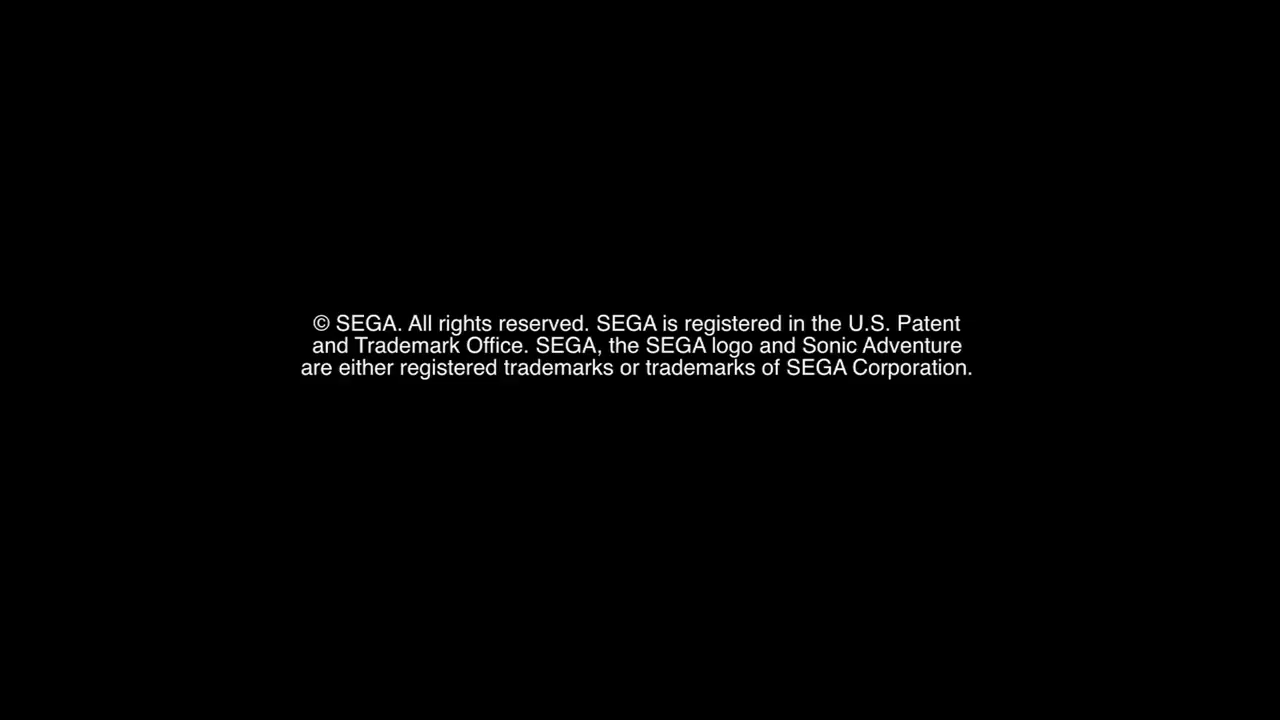 © SEGA. All rights reserved. SEGA is registered in the U.S. Patent
and Trademark Office. SEGA, the SEGA logo and Sonic Adventure
are either registered trademarks or trademarks of SEGA Corporation.